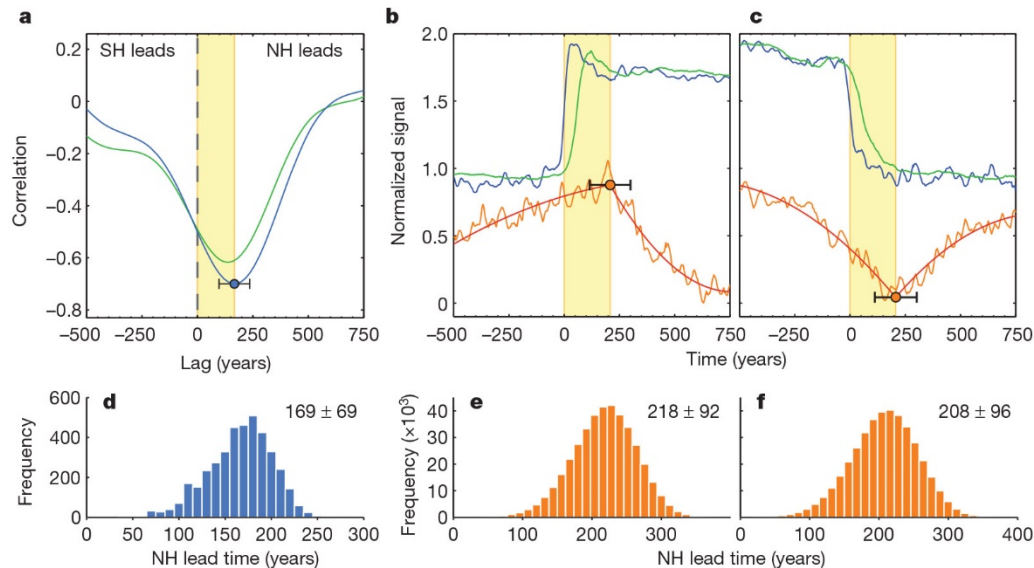 a
b
c
0.2
0
−0.2
−0.4
−0.6
−0.8
Correlation
SH leads
NH leads
−500
−250
0
250
500
750
Lag (years)
2.0
1.5
1.0
0.5
0
Normalized signal
−500
−250
0
250
500
750
−250
0
250
500
750
Time (years)
d
600
400
200
0
Frequency
169 ± 69
0
50
100
150
200
250
300
NH lead time (years)
e
40
30
20
10
0
Frequency (×10³)
218 ± 92
0
100
200
300
NH lead time (years)
f
208 ± 96
0
100
200
300
400
NH lead time (years)